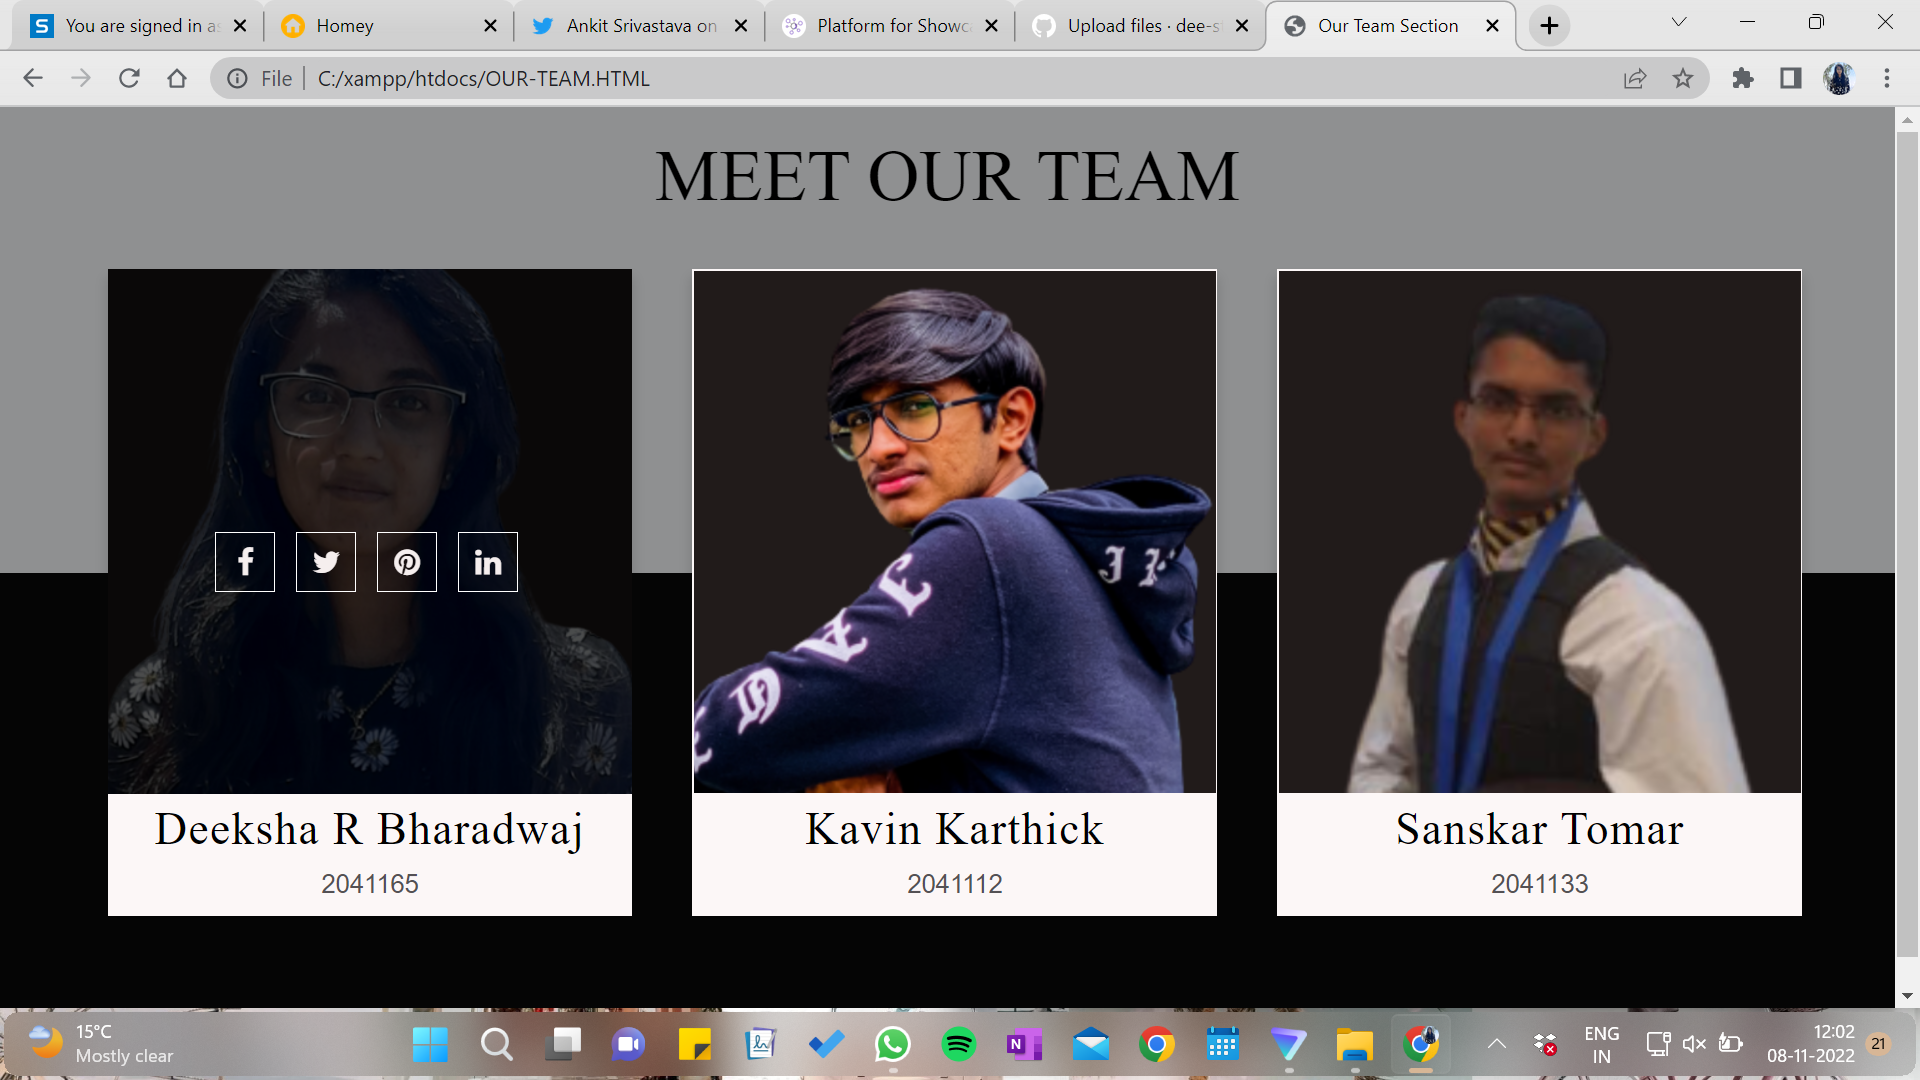 You are signed in as
Homey
Ankit Srivastava on
Platform for Showc
Upload files · dee-s
Our Team Section
File
C:/xampp/htdocs/OUR-TEAM.HTML
MEET OUR TEAM
Deeksha R Bharadwaj
2041165
Kavin Karthick
2041112
Sanskar Tomar
2041133
15°C
Mostly clear
ENG
IN
12:02
08-11-2022
21